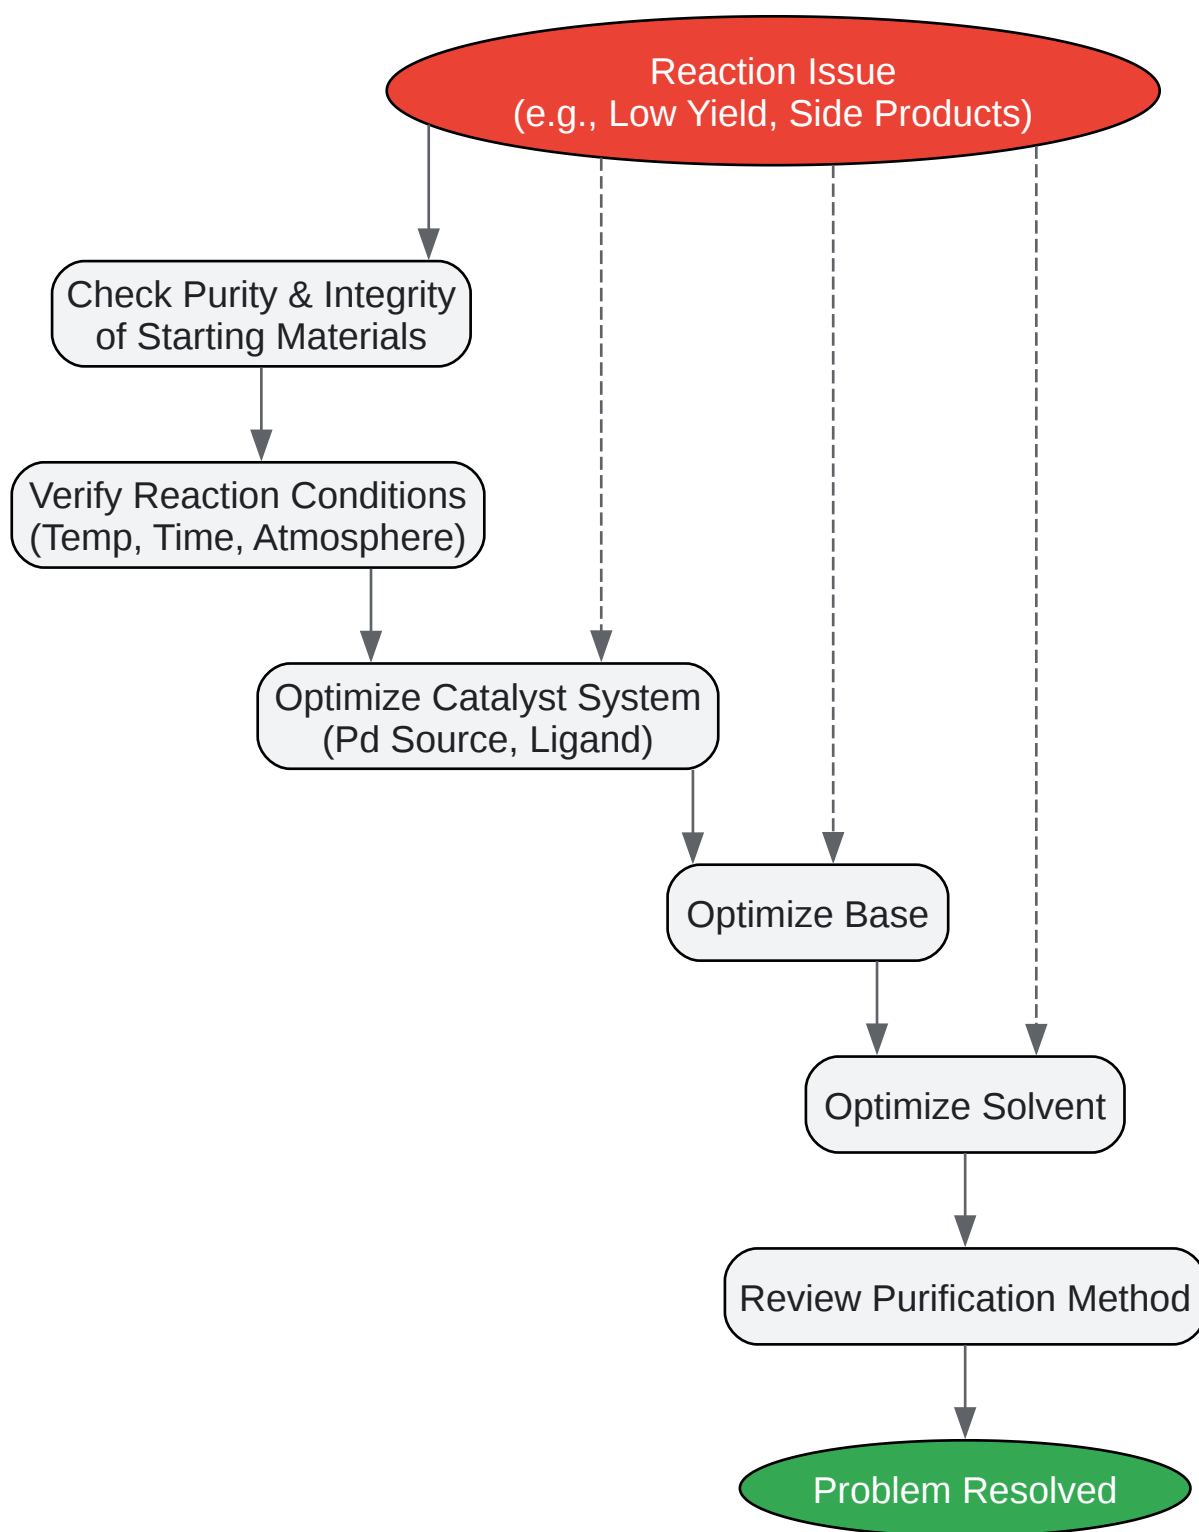 Reaction Issue
(e.g., Low Yield, Side Products)
Check Purity & Integrity
of Starting Materials
Verify Reaction Conditions
(Temp, Time, Atmosphere)
Optimize Catalyst System
(Pd Source, Ligand)
Optimize Base
Optimize Solvent
Review Purification Method
Problem Resolved